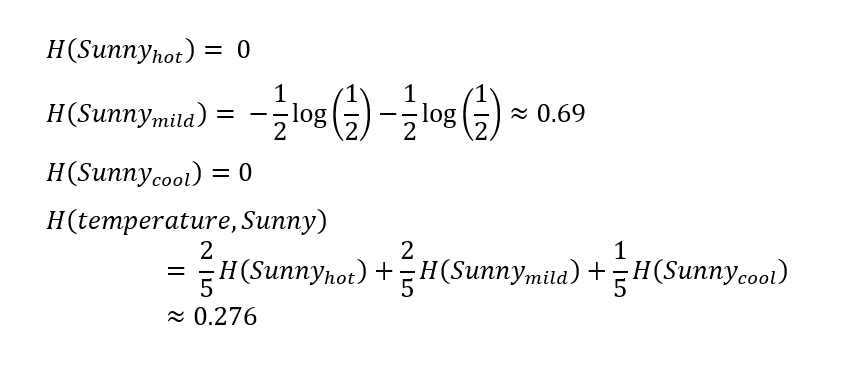 H(Sunny_hot) = 0
H(Sunny_mild) = −1/2 log(1/2) − 1/2 log(1/2) ≈ 0.69
H(Sunny_cool) = 0
H(temperature, Sunny)
= 2/5 H(Sunny_hot) + 2/5 H(Sunny_mild) + 1/5 H(Sunny_cool)
≈ 0.276